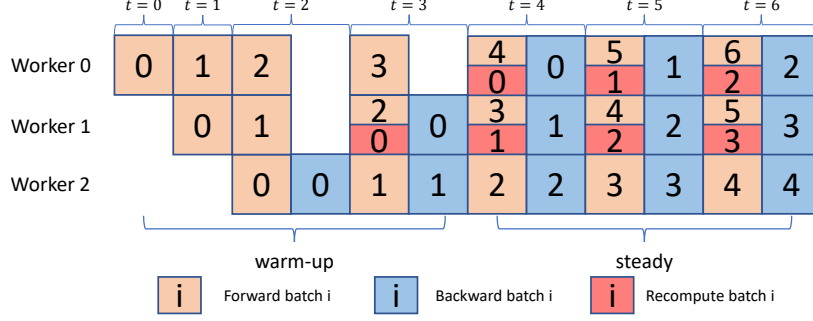 t = 0 t = 1 t = 2 t = 3 t = 4 t = 5 t = 6
Worker 0 0 1 2 3 4 0 0 5 1 1 6 2 2
Worker 1 0 1 2 0 0 3 1 1 4 2 2 5 3 3
Worker 2 0 0 1 1 2 2 3 3 4 4
warm-up steady
i Forward batch i i Backward batch i i Recompute batch i